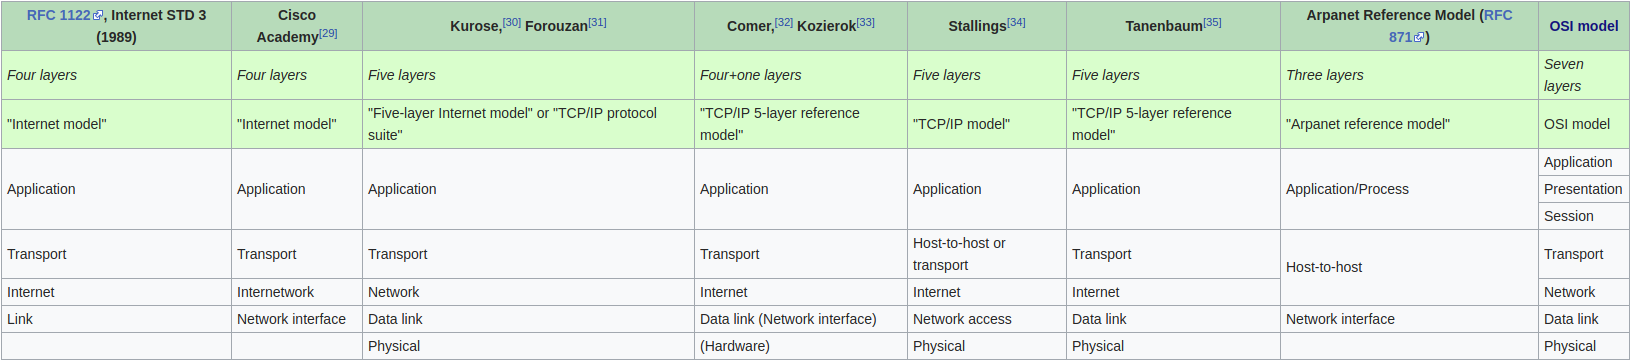 RFC 1122, Internet STD 3 (1989)
Cisco Academy[29]
Kurose,[30] Forouzan[31]
Comer,[32] Kozierok[33]
Stallings[34]
Tanenbaum[35]
Arpanet Reference Model (RFC 871)
OSI model
Four layers
Four layers
Five layers
Four+one layers
Five layers
Five layers
Three layers
Seven layers
"Internet model"
"Internet model"
"Five-layer Internet model" or "TCP/IP protocol suite"
"TCP/IP 5-layer reference model"
"TCP/IP model"
"TCP/IP 5-layer reference model"
"Arpanet reference model"
OSI model
Application
Application
Application
Application
Application
Application
Application/Process
Application
Presentation
Session
Transport
Transport
Transport
Transport
Host-to-host or transport
Transport
Host-to-host
Transport
Internet
Internetwork
Network
Internet
Internet
Internet
Network
Link
Network interface
Data link
Data link (Network interface)
Network access
Data link
Network interface
Data link
Physical
(Hardware)
Physical
Physical
Physical